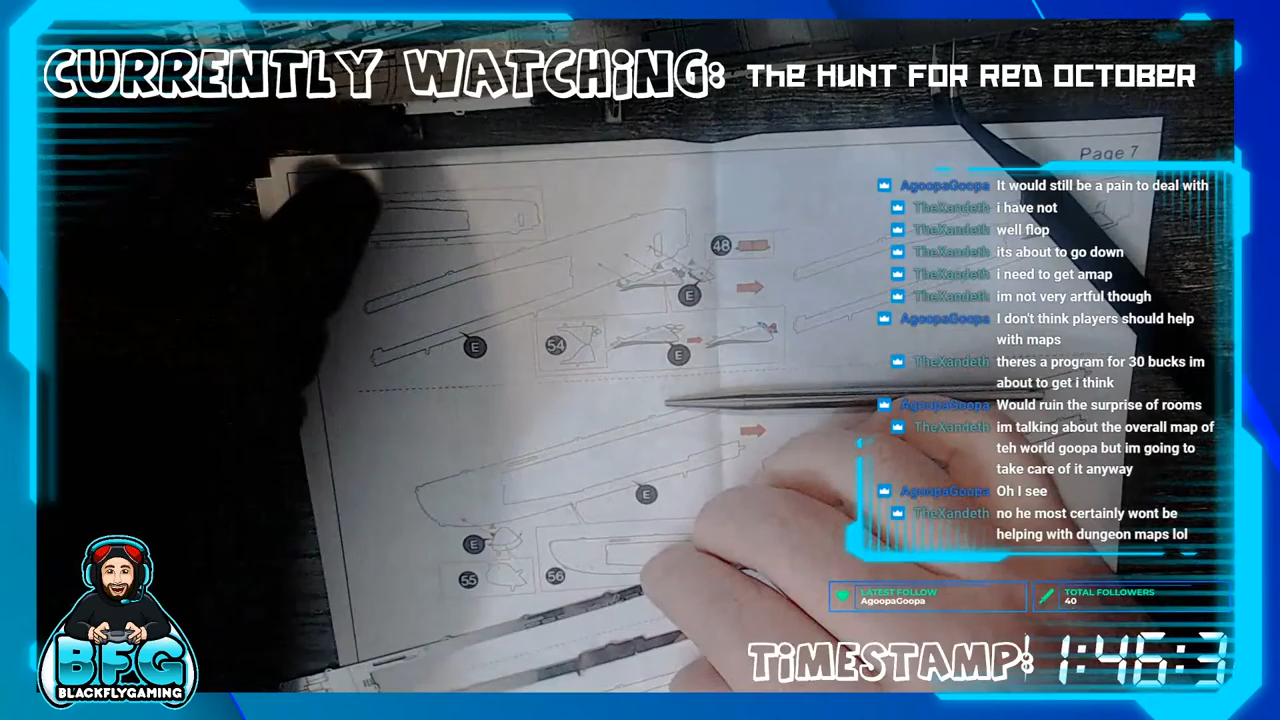 CURRENTLY WATCHING: THE HUNT FOR RED OCTOBER
Page 7
AgoopaGoopa It would still be a pain to deal with
TheXandeth i have not
TheXandeth well flop
TheXandeth its about to go down
TheXandeth i need to get amap
TheXandeth im not very artful though
AgoopaGoopa I don't think players should help
with maps
TheXandeth theres a program for 30 bucks im
about to get i think
AgoopaGoopa Would ruin the surprise of rooms
TheXandeth im talking about the overall map of
teh world goopa but im going to
take care of it anyway
AgoopaGoopa Oh I see
TheXandeth no he most certainly wont be
helping with dungeon maps lol
48
E
E
54
E
E
E
55
56
LATEST FOLLOW
AgoopaGoopa
TOTAL FOLLOWERS
40
TIMESTAMP: 1:46:3
BFG
BLACKFLYGAMING